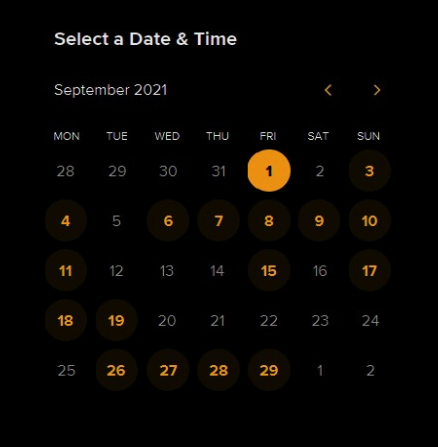 Select a Date & Time
September 2021
MON TUE WED THU FRI SAT SUN
28 29 30 31 1 2 3
4 5 6 7 8 9 10
11 12 13 14 15 16 17
18 19 20 21 22 23 24
25 26 27 28 29 1 2